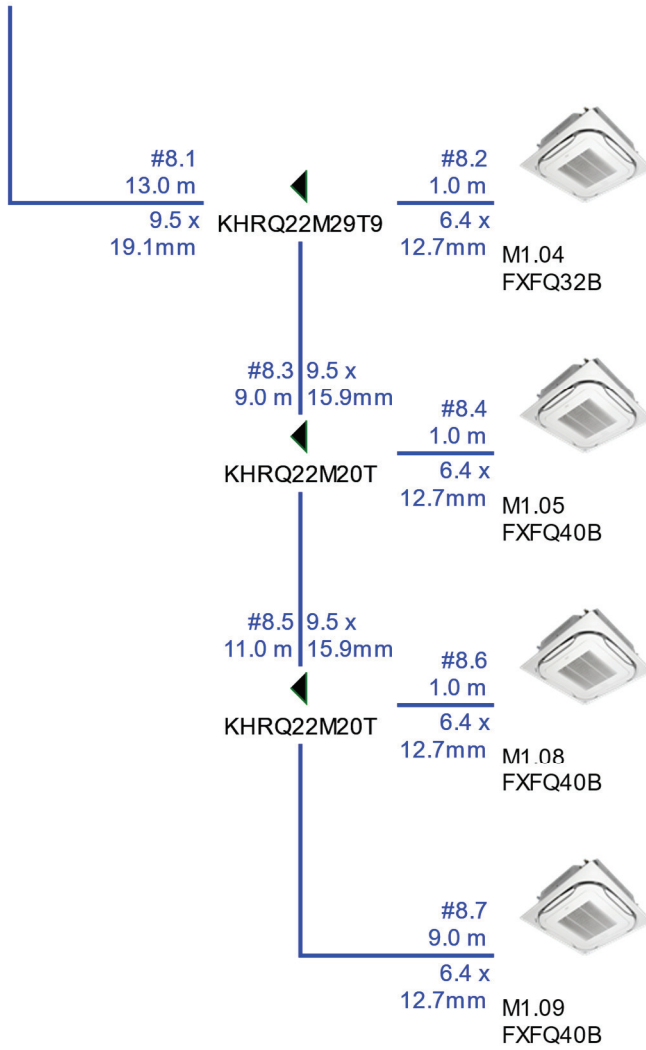 #8.1
13.0 m
9.5 x
19.1mm
KHRQ22M29T9
#8.2
1.0 m
6.4 x
12.7mm
M1.04
FXFQ32B
#8.3 9.5 x
9.0 m 15.9mm
KHRQ22M20T
#8.4
1.0 m
6.4 x
12.7mm
M1.05
FXFQ40B
#8.5 9.5 x
11.0 m 15.9mm
KHRQ22M20T
#8.6
1.0 m
6.4 x
12.7mm
M1.08
FXFQ40B
#8.7
9.0 m
6.4 x
12.7mm
M1.09
FXFQ40B